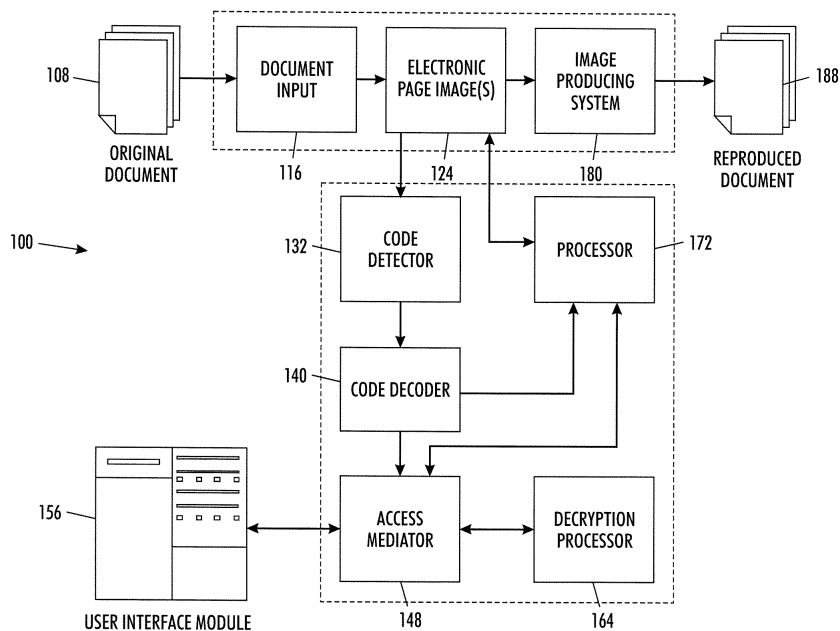 108
DOCUMENT
INPUT
ELECTRONIC
PAGE IMAGE(S)
IMAGE
PRODUCING
SYSTEM
188
ORIGINAL
DOCUMENT
116
124
180
REPRODUCED
DOCUMENT
100
132
CODE
DETECTOR
PROCESSOR
172
140
CODE DECODER
156
ACCESS
MEDIATOR
DECRYPTION
PROCESSOR
USER INTERFACE MODULE
148
164